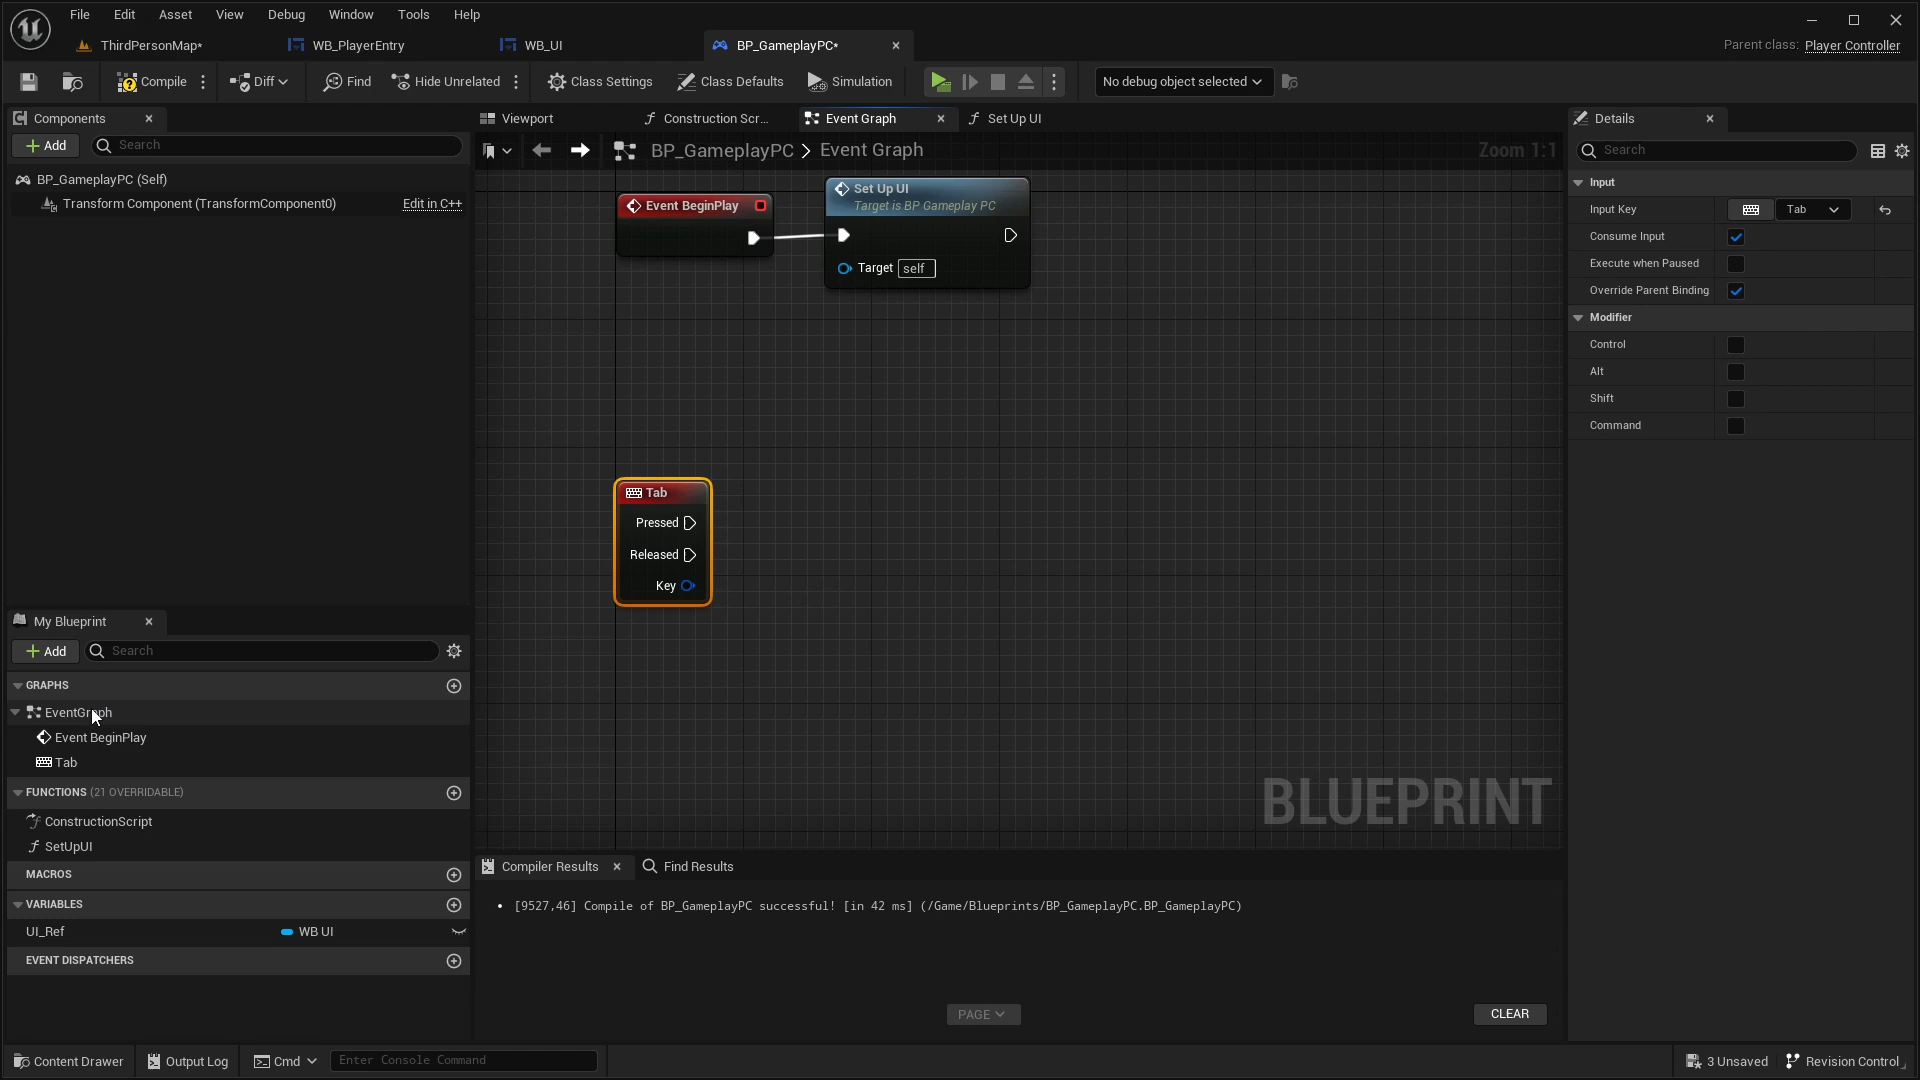 File Edit Asset View Debug Window Tools Help
ThirdPersonMap* WB_PlayerEntry WB_UI BP_GameplayPC* Parent class: Player Controller
Compile Diff Find Hide Unrelated Class Settings Class Defaults Simulation No debug object selected
Components
Add Search
BP_GameplayPC (Self)
Transform Component (TransformComponent0) Edit in C++
My Blueprint
Add Search
GRAPHS
EventGraph
Event BeginPlay
Tab
FUNCTIONS (21 OVERRIDABLE)
ConstructionScript
SetUpUI
MACROS
VARIABLES
UI_Ref WB UI
EVENT DISPATCHERS
Viewport Construction Scr... Event Graph Set Up UI
BP_GameplayPC > Event Graph Zoom 1:1
Event BeginPlay
Set Up UI
Target is BP Gameplay PC
Target self
Tab
Pressed
Released
Key
BLUEPRINT
Compiler Results Find Results
• [9527,46] Compile of BP_GameplayPC successful! [in 42 ms] (/Game/Blueprints/BP_GameplayPC.BP_GameplayPC)
PAGE CLEAR
Details
Search
Input
Input Key Tab
Consume Input
Execute when Paused
Override Parent Binding
Modifier
Control
Alt
Shift
Command
Content Drawer Output Log Cmd Enter Console Command 3 Unsaved Revision Control